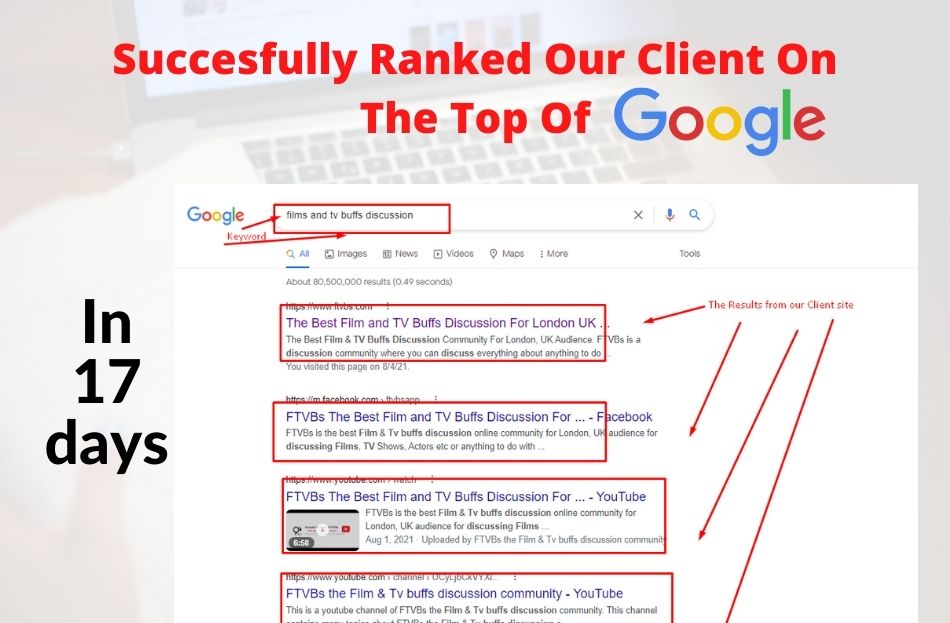 Succesfully Ranked Our Client On
The Top Of Google
In
17
days
Google
films and tv buffs discussion
Keyword
All Images News Videos Maps More Tools
About 80,500,000 results (0.49 seconds)
The Results from our Client site
https://www.ftvbs.com
The Best Film and TV Buffs Discussion For London UK ...
The Best Film & TV Buffs Discussion Community For London, UK Audience. FTVBs is a
discussion community where you can discuss everything about anything to do ...
You visited this page on 8/4/21.
https://m.facebook.com › ftvbsapp
FTVBs The Best Film and TV Buffs Discussion For ... - Facebook
FTVBs is the best Film & Tv buffs discussion online community for London, UK audience for
discussing Films, TV Shows, Actors etc or anything to do with ...
https://www.youtube.com › watch
FTVBs The Best Film and TV Buffs Discussion For ... - YouTube
FTVBs is the best Film & Tv buffs discussion online community for
London, UK audience for discussing Films ...
6:58
Aug 1, 2021 · Uploaded by FTVBs the Film & Tv buffs discussion community
https://www.youtube.com › channel
FTVBs the Film & Tv buffs discussion community - YouTube
This is a youtube channel of FTVBs the Film & Tv buffs discussion community. This channel